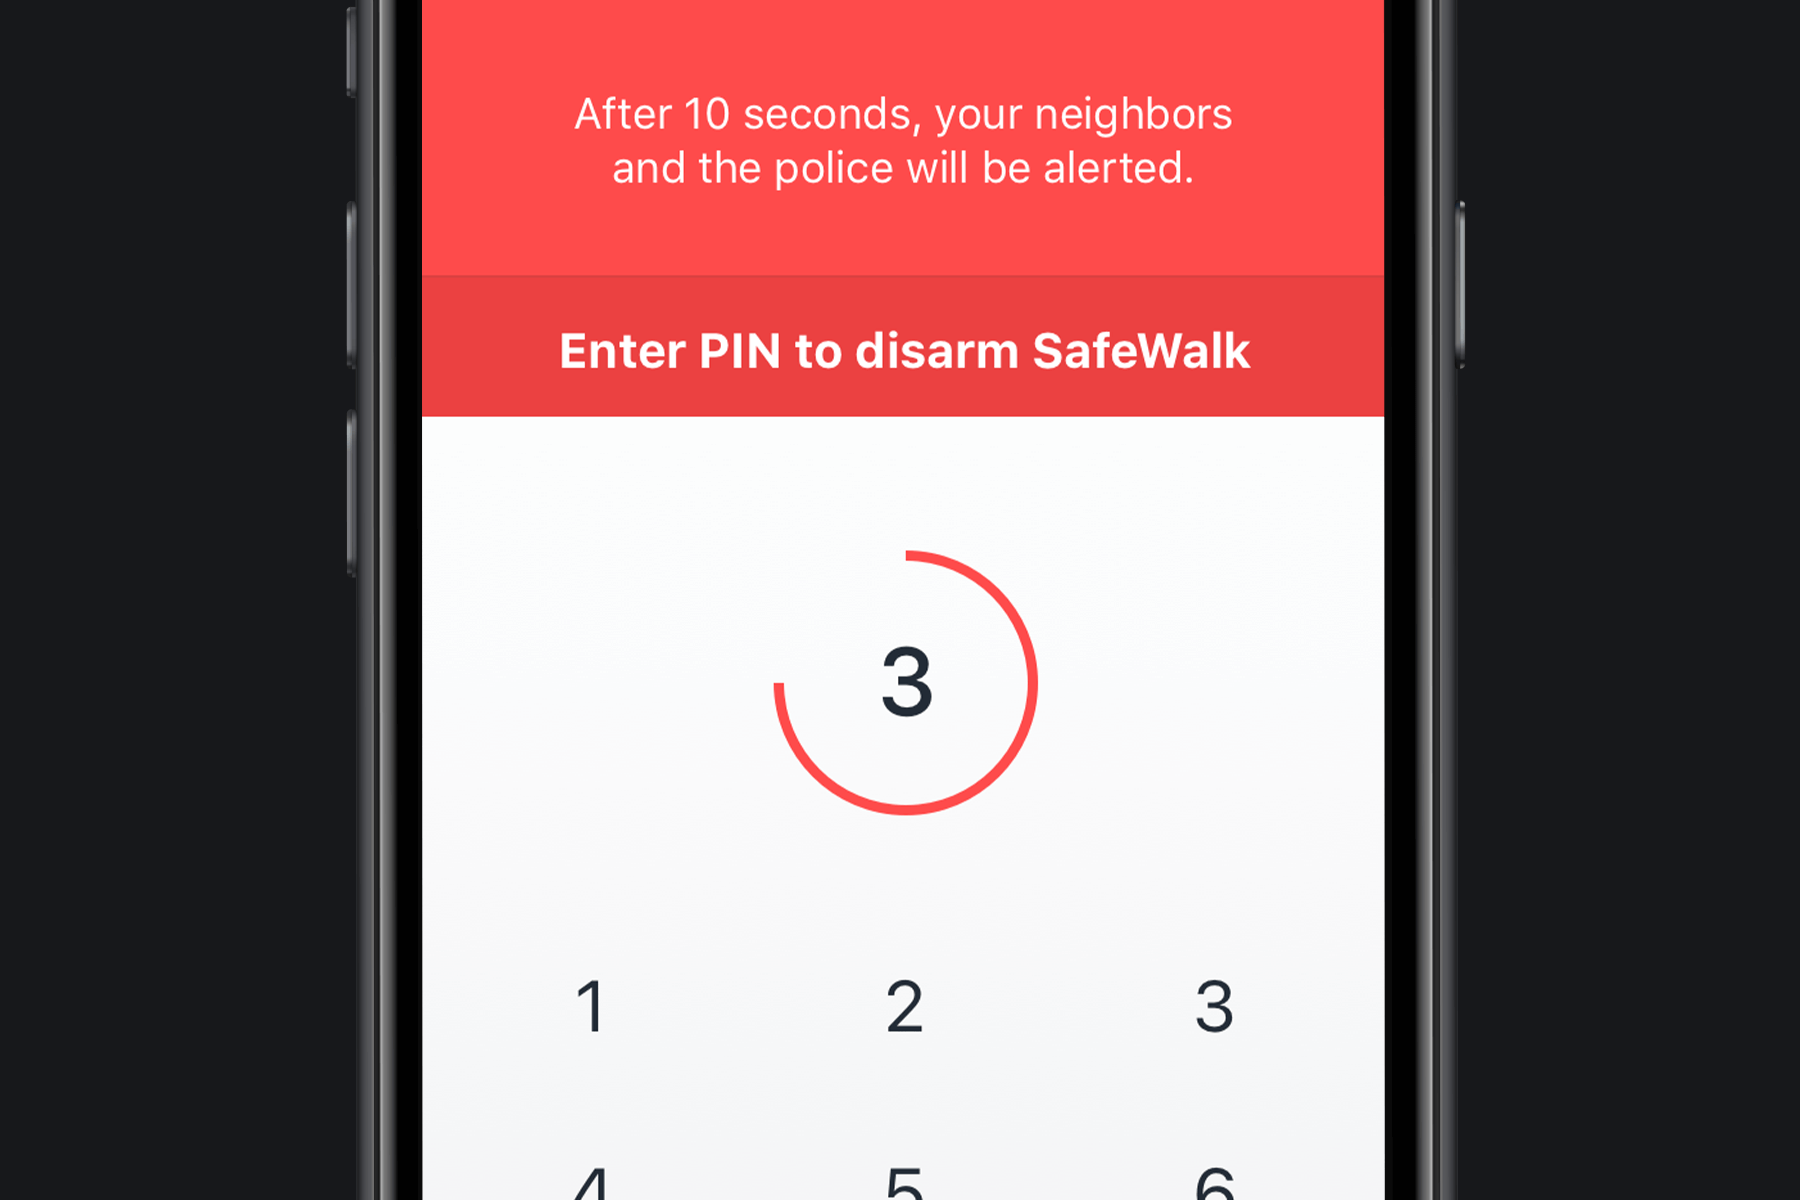 After 10 seconds, your neighbors
and the police will be alerted.
Enter PIN to disarm SafeWalk
3
1 2 3
4 5 6